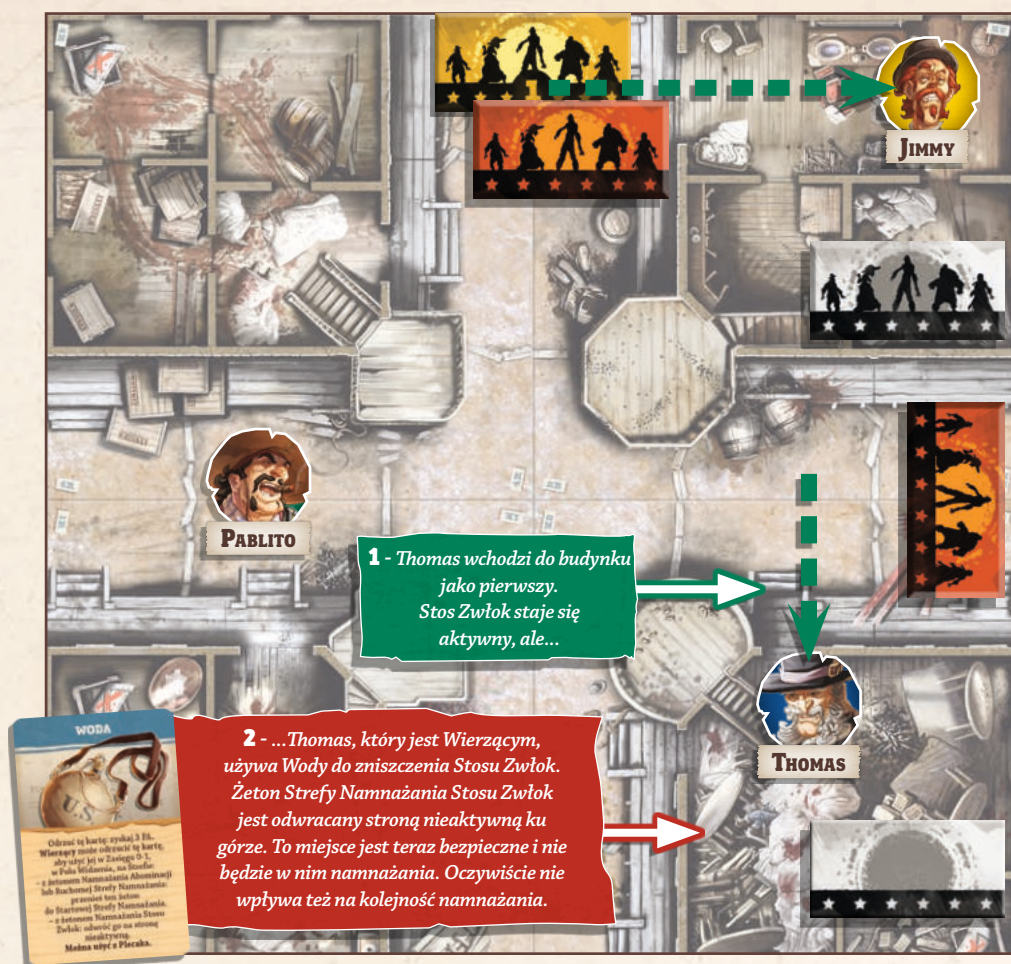 JIMMY
PABLITO
1 - Thomas wchodzi do budynku
jako pierwszy.
Stos Zwłok staje się
aktywny, ale...
THOMAS
WODA
Odrzuć tę kartę: zyskaj 3 PA.
Wierzący może odrzucić tę kartę,
aby użyć jej w Zasięgu 0-1,
w Polu Widzenia, na Strefie:
– z żetonem Namnażania Abominacji
lub Ruchomej Strefy Namnażania:
przenieś ten żeton
do Startowej Strefy Namnażania.
– z żetonem Namnażania Stosu
Zwłok: odwróć go na stronę
nieaktywną.
Można użyć z Plecaka.
2 - ...Thomas, który jest Wierzącym,
używa Wody do zniszczenia Stosu Zwłok.
Żeton Strefy Namnażania Stosu Zwłok
jest odwracany stroną nieaktywną ku
górze. To miejsce jest teraz bezpieczne i nie
będzie w nim namnażania. Oczywiście nie
wpływa też na kolejność namnażania.